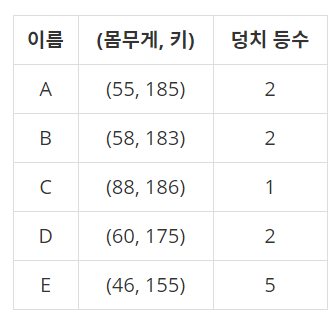 이름 (몸무게, 키) 덩치 등수
A (55, 185) 2
B (58, 183) 2
C (88, 186) 1
D (60, 175) 2
E (46, 155) 5